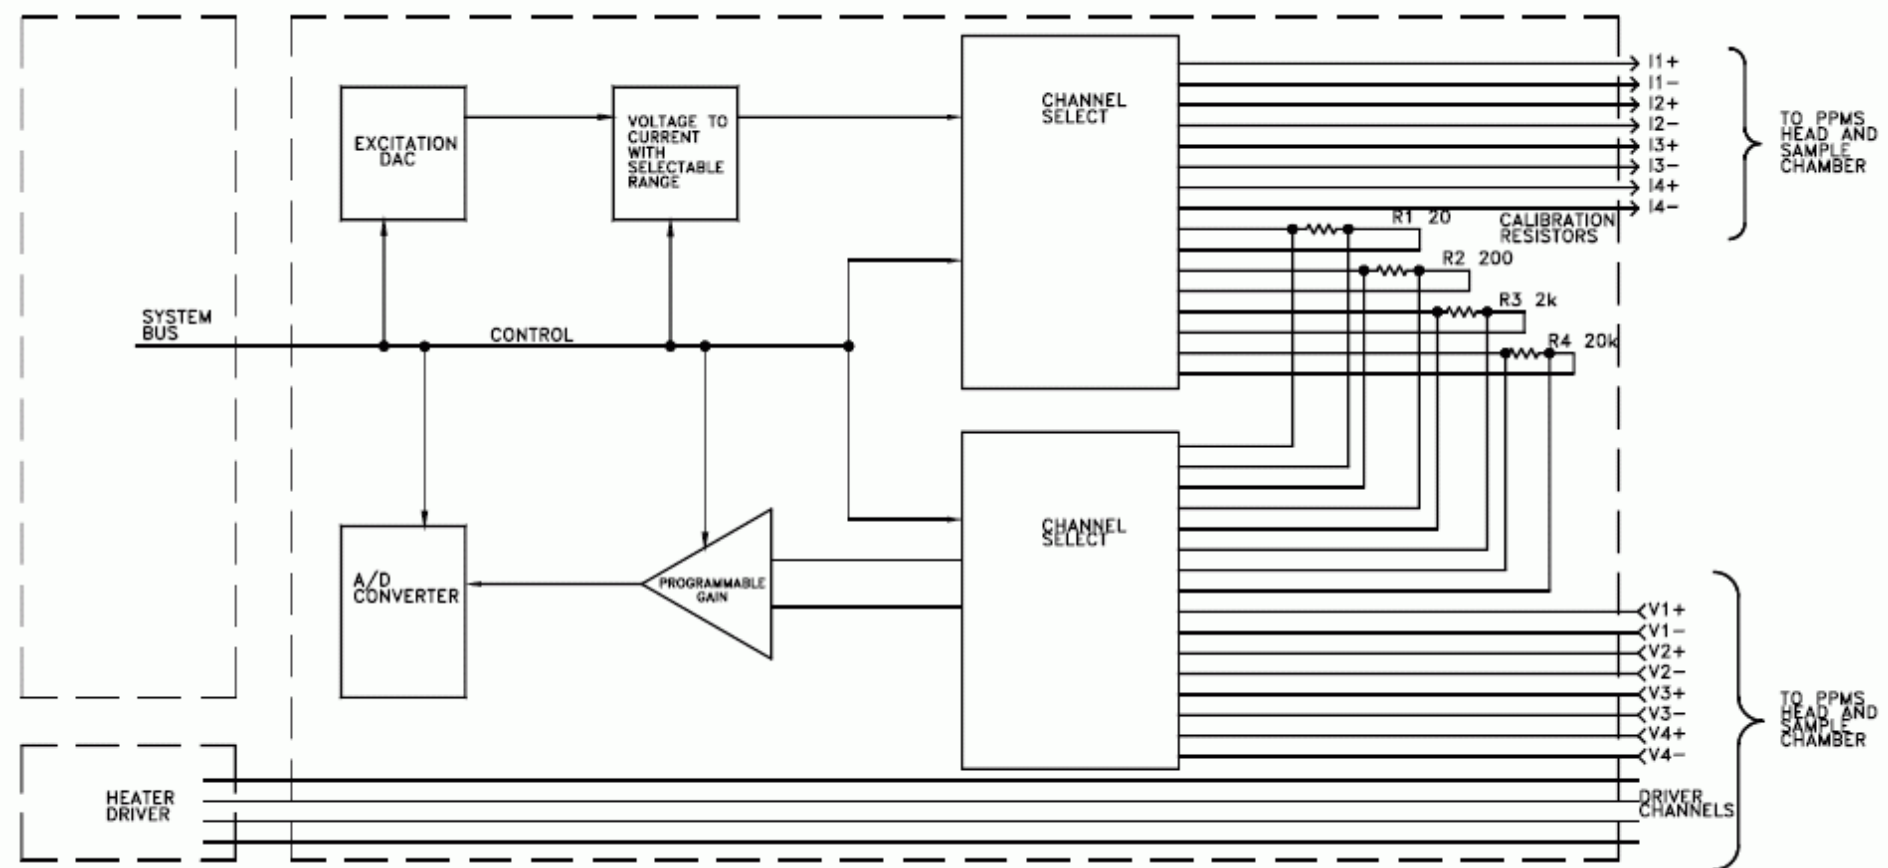 I1+
I1-
I2+
I2-
I3+
I3-
I4+
I4-
TO PPMS
HEAD AND
SAMPLE
CHAMBER
CHANNEL
SELECT
EXCITATION
DAC
VOLTAGE TO
CURRENT
WITH
SELECTABLE
RANGE
R1 20
CALIBRATION
RESISTORS
R2 200
R3 2k
R4 20k
SYSTEM
BUS
CONTROL
CHANNEL
SELECT
A/D
CONVERTER
PROGRAMMABLE
GAIN
V1+
V1-
V2+
V2-
V3+
V3-
V4+
V4-
TO PPMS
HEAD AND
SAMPLE
CHAMBER
HEATER
DRIVER
DRIVER
CHANNELS